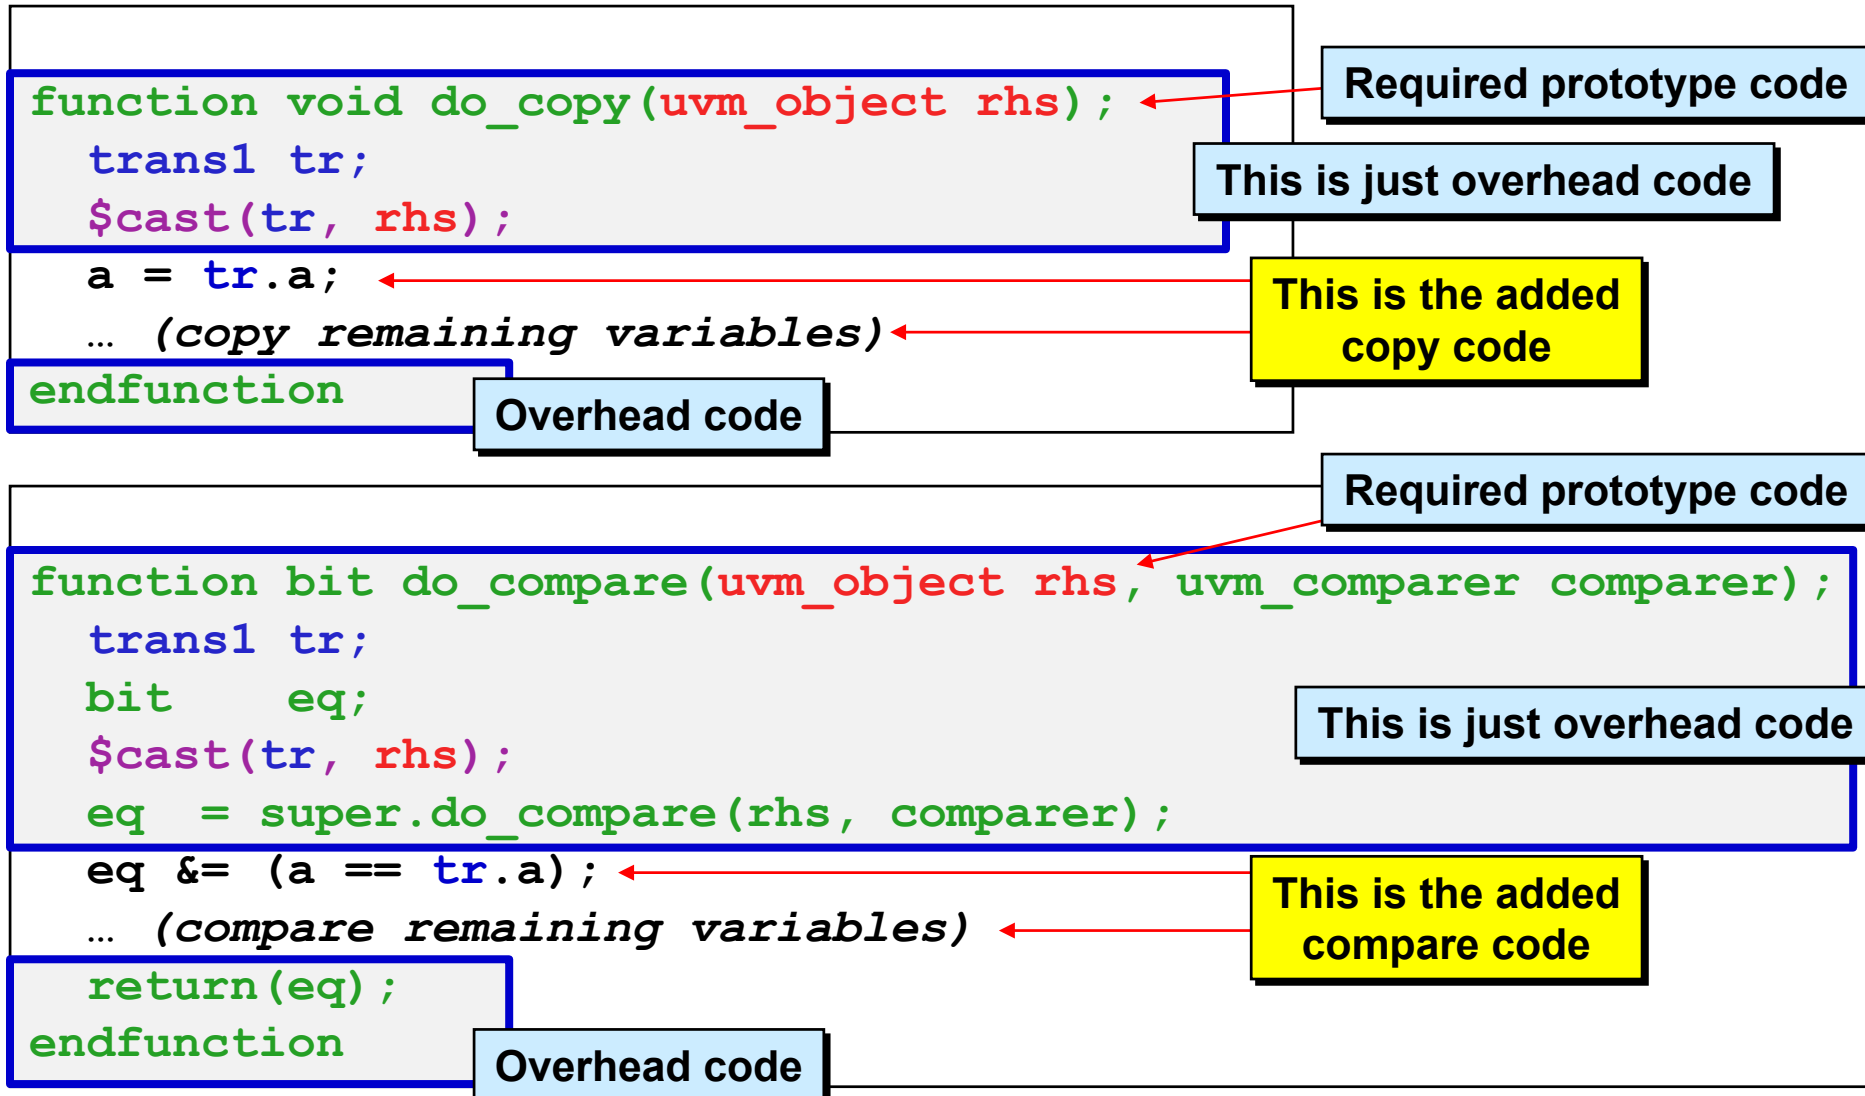 function void do_copy(uvm_object rhs);
Required prototype code
trans1 tr;
This is just overhead code
$cast(tr, rhs);
a = tr.a;
This is the added
copy code
… (copy remaining variables)
endfunction
Overhead code
Required prototype code
function bit do_compare(uvm_object rhs, uvm_comparer comparer);
trans1 tr;
bit    eq;
This is just overhead code
$cast(tr, rhs);
eq  = super.do_compare(rhs, comparer);
eq &= (a == tr.a);
This is the added
compare code
… (compare remaining variables)
return(eq);
endfunction
Overhead code